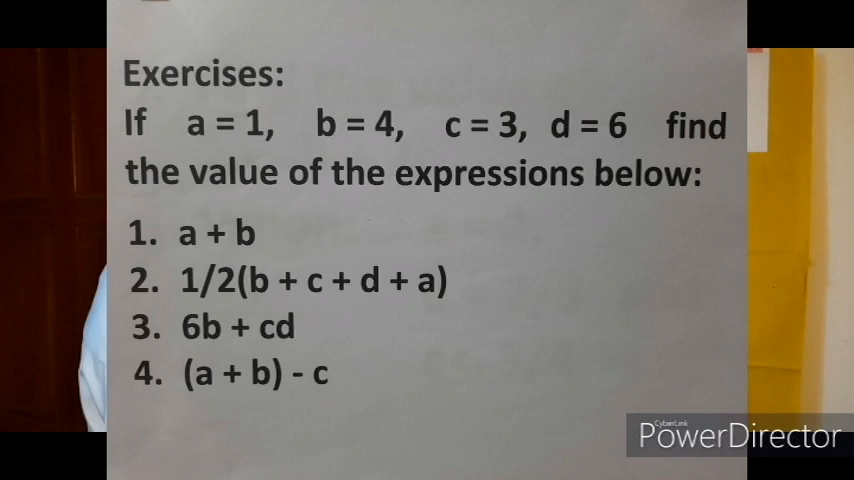 Exercises:
If a = 1, b = 4, c = 3, d = 6 find
the value of the expressions below:
1. a + b
2. 1/2(b + c + d + a)
3. 6b + cd
4. (a + b) - c
CyberLink
PowerDirector